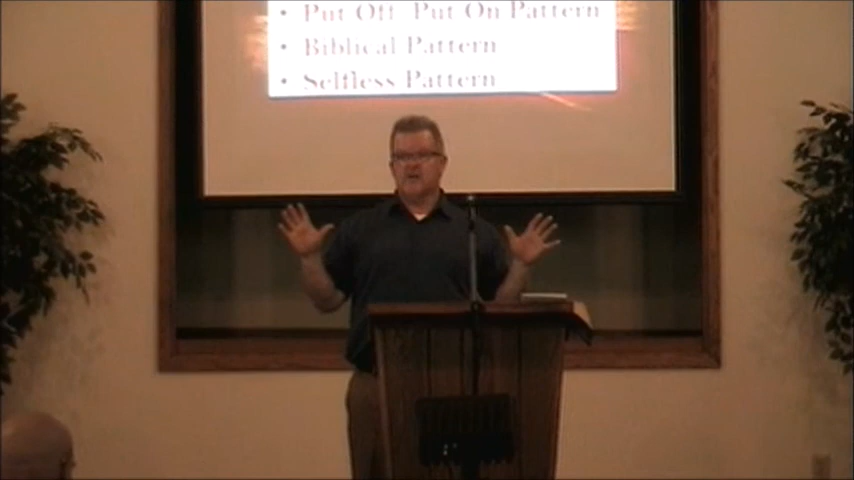 • Put Off Put On Pattern
• Biblical Pattern
• Selfless Pattern